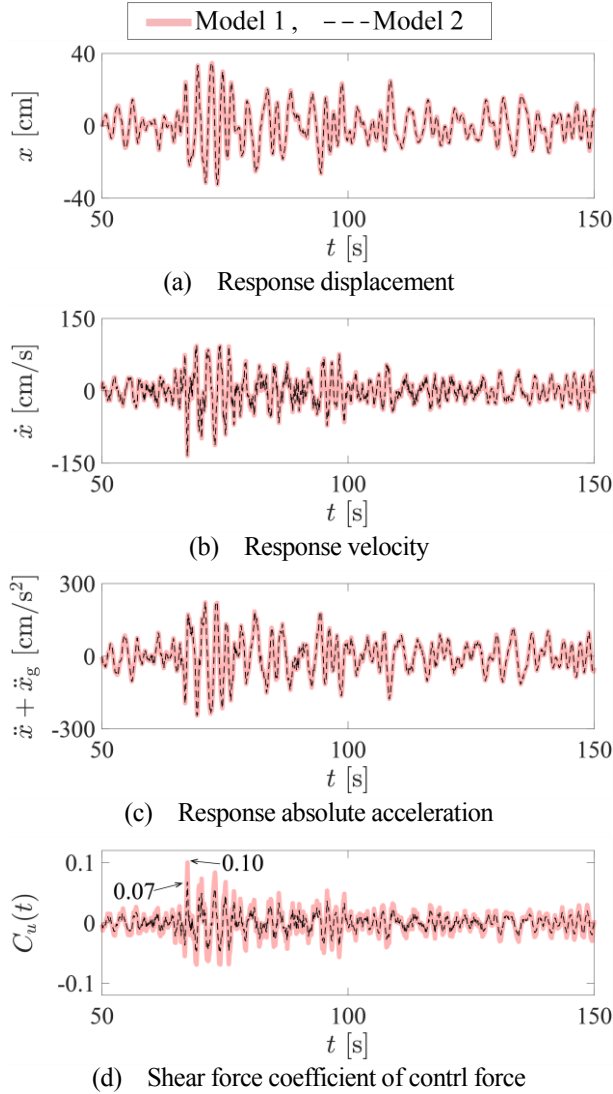 Model 1 , Model 2
40
0
-40
x [cm]
50 100 150
t [s]
(a) Response displacement
150
0
-150
ẋ [cm/s]
50 100 150
t [s]
(b) Response velocity
300
0
-300
ẍ + ẍg [cm/s²]
50 100 150
t [s]
(c) Response absolute acceleration
0.1
0
-0.1
Cu(t)
0.10
0.07
50 100 150
t [s]
(d) Shear force coefficient of contrl force